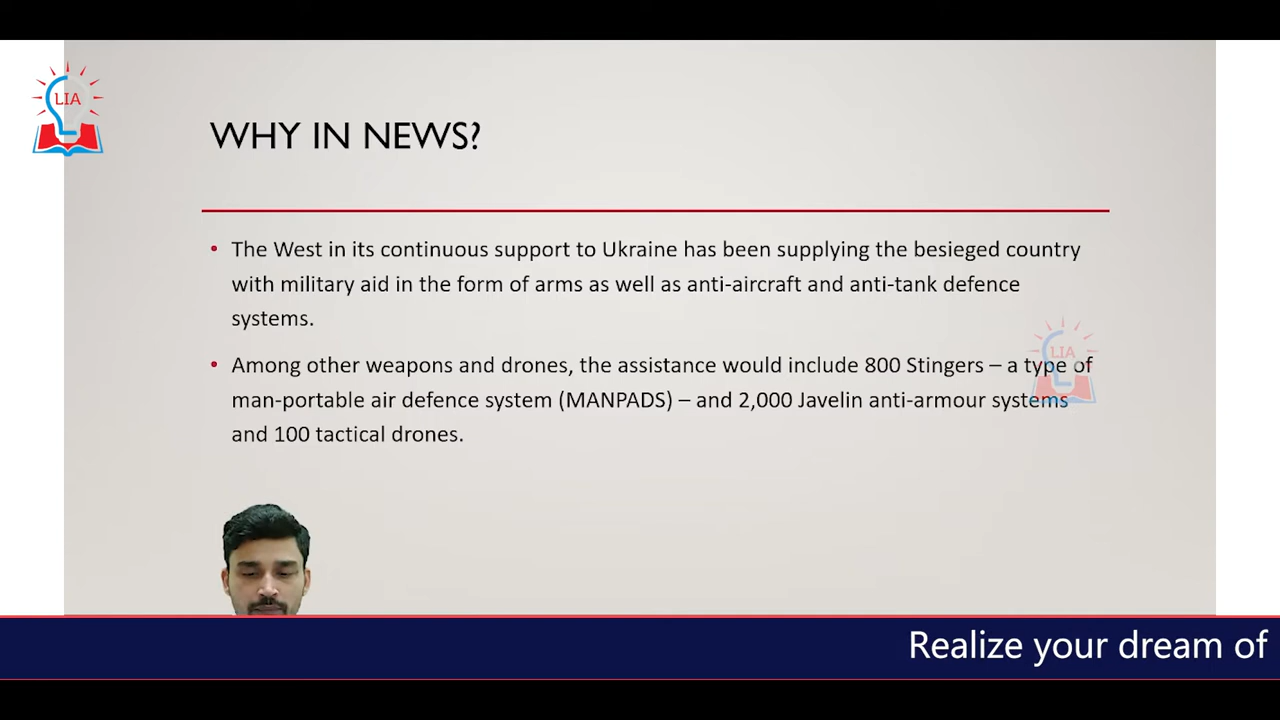 LIA
WHY IN NEWS?
• The West in its continuous support to Ukraine has been supplying the besieged country
with military aid in the form of arms as well as anti-aircraft and anti-tank defence
systems.
• Among other weapons and drones, the assistance would include 800 Stingers – a type of
man-portable air defence system (MANPADS) – and 2,000 Javelin anti-armour systems
and 100 tactical drones.
LIA
Realize your dream of